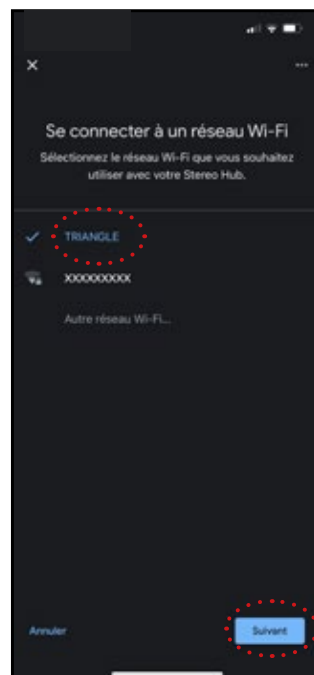 Se connecter à un réseau Wi-Fi
Sélectionnez le réseau Wi-Fi que vous souhaitez
utiliser avec votre Stereo Hub.
TRIANGLE
XXXXXXXXX
Autre réseau Wi-Fi...
Annuler
Suivant